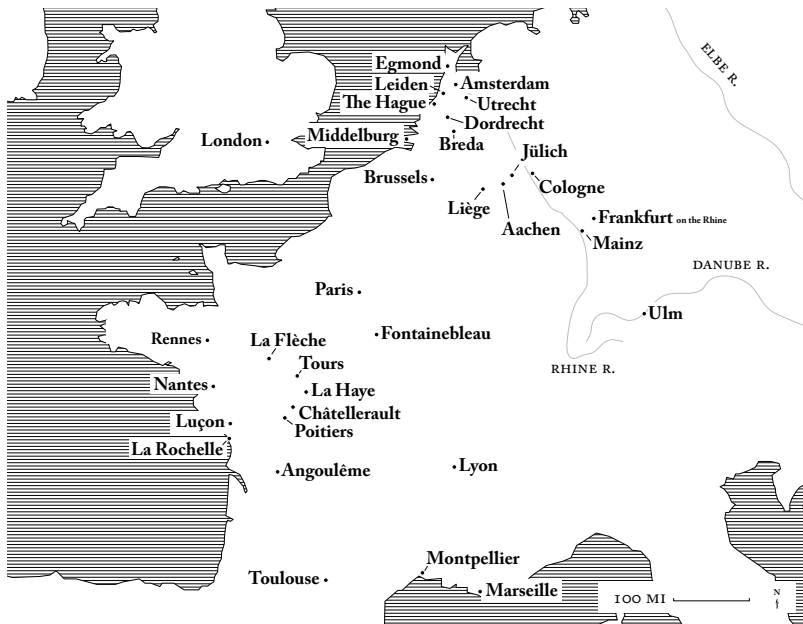 ELBE R.
Egmond
Leiden
Amsterdam
The Hague
Utrecht
Dordrecht
London
Middelburg
Breda
Jülich
Brussels
Cologne
Liège
Aachen
Frankfurt on the Rhine
Mainz
DANUBE R.
Paris
Ulm
Rennes
La Flèche
Fontainebleau
Tours
RHINE R.
Nantes
La Haye
Châtellerault
Luçon
Poitiers
La Rochelle
Angoulême
Lyon
Montpellier
Toulouse
Marseille
100 MI
N